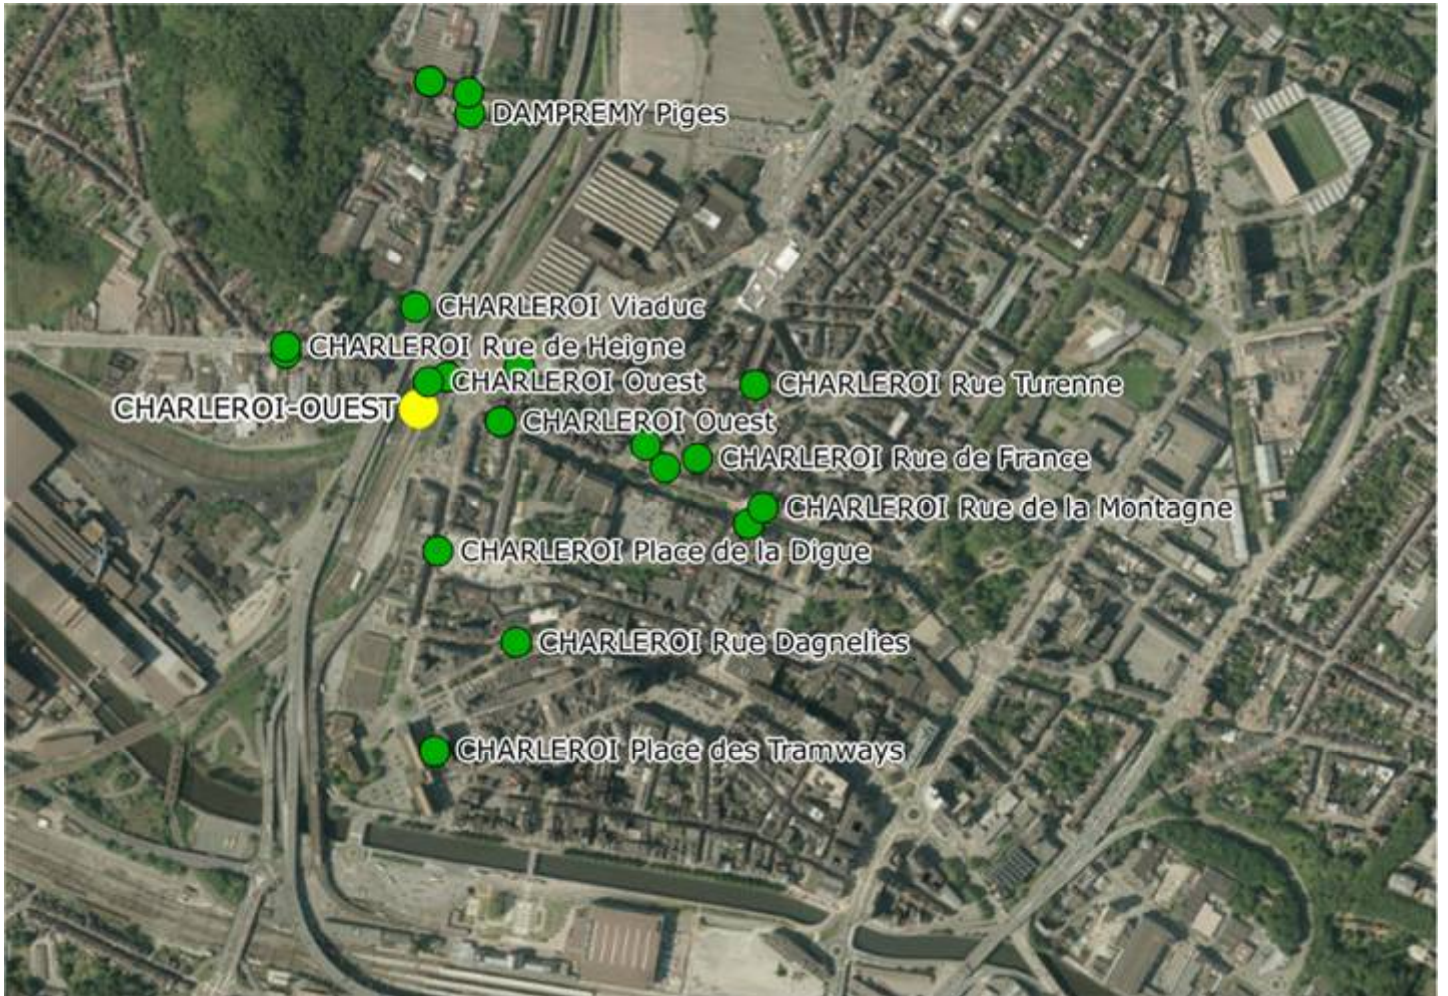 DAMPREMY Piges
CHARLEROI Viaduc
CHARLEROI Rue de Heigne
CHARLEROI Ouest
CHARLEROI Rue Turenne
CHARLEROI-OUEST
CHARLEROI Ouest
CHARLEROI Rue de France
CHARLEROI Rue de la Montagne
CHARLEROI Place de la Digue
CHARLEROI Rue Dagnelies
CHARLEROI Place des Tramways